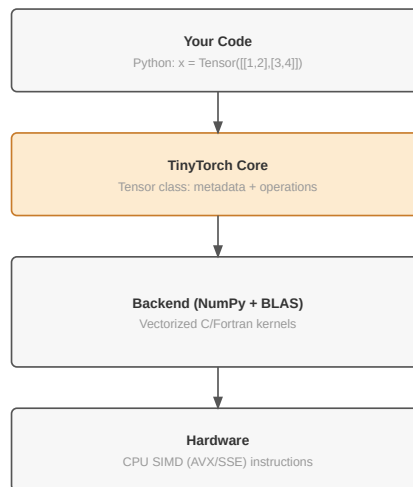 Your Code
Python: x = Tensor([[1,2],[3,4]])
TinyTorch Core
Tensor class: metadata + operations
Backend (NumPy + BLAS)
Vectorized C/Fortran kernels
Hardware
CPU SIMD (AVX/SSE) instructions